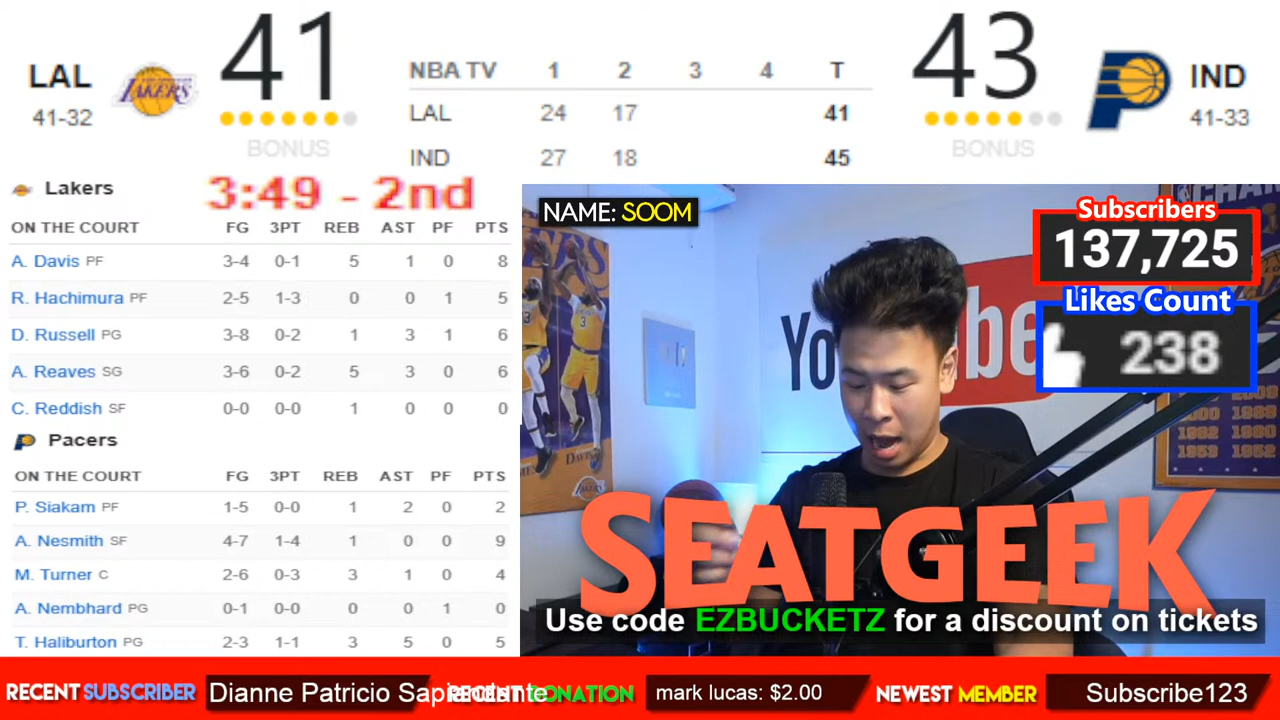 LAL
41-32
LAKERS
41
BONUS
NBA TV 1 2 3 4 T
LAL 24 17 41
IND 27 18 45
43
BONUS
IND
41-33
Lakers
3:49 - 2nd
ON THE COURT FG 3PT REB AST PF PTS
A. Davis PF 3-4 0-1 5 1 0 8
R. Hachimura PF 2-5 1-3 0 0 1 5
D. Russell PG 3-8 0-2 1 3 1 6
A. Reaves SG 3-6 0-2 5 3 0 6
C. Reddish SF 0-0 0-0 1 0 0 0
Pacers
ON THE COURT FG 3PT REB AST PF PTS
P. Siakam PF 1-5 0-0 1 2 0 2
A. Nesmith SF 4-7 1-4 1 0 0 9
M. Turner C 2-6 0-3 3 1 0 4
A. Nembhard PG 0-1 0-0 0 0 1 0
T. Haliburton PG 2-3 1-1 3 5 0 5
NAME: SOOM
Subscribers
137,725
Likes Count
238
SEATGEEK
Use code EZBUCKETZ for a discount on tickets
RECENT SUBSCRIBER
Dianne Patricio Sapiandante
RECENT DONATION
mark lucas: $2.00
NEWEST MEMBER
Subscribe123